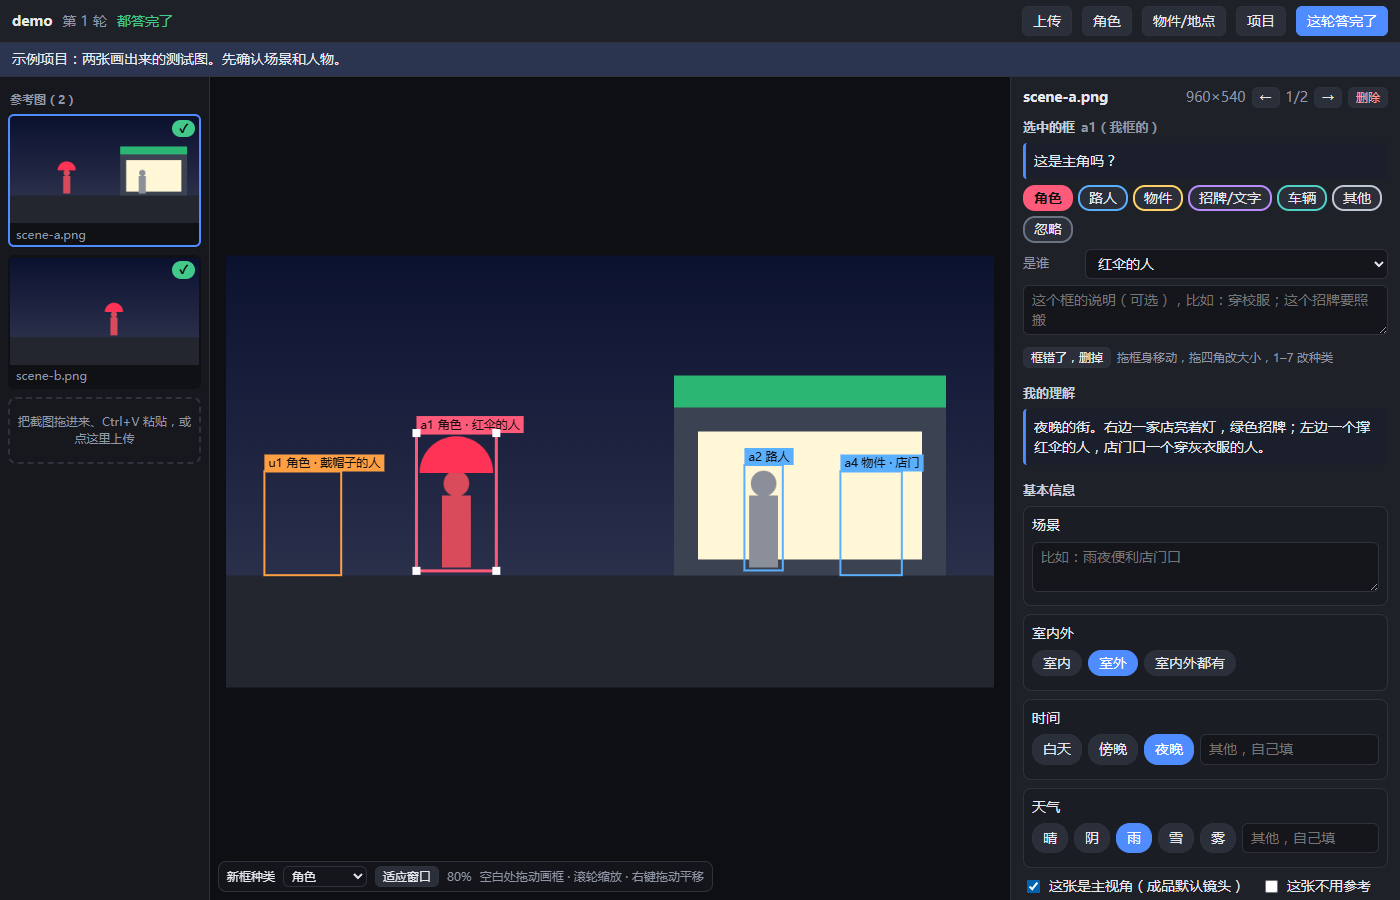 demo 第 1 轮 都答完了 上传 角色 物件/地点 项目 这轮答完了
示例项目：两张画出来的测试图。先确认场景和人物。
参考图（2）
✓
scene-a.png
✓
scene-b.png
把截图拖进来、Ctrl+V 粘贴，或
点这里上传
a1 角色 · 红伞的人
u1 角色 · 戴帽子的人
a2 路人
a4 物件 · 店门
新框种类 角色 适应窗口 80% 空白处拖动画框 · 滚轮缩放 · 右键拖动平移
scene-a.png 960×540 ← 1/2 → 删除
选中的框 a1（我框的）
这是主角吗？
角色 路人 物件 招牌/文字 车辆 其他
忽略
是谁 红伞的人
这个框的说明（可选），比如：穿校服；这个招牌要照
搬
框错了，删掉 拖框身移动，拖四角改大小，1–7 改种类
我的理解
夜晚的街。右边一家店亮着灯，绿色招牌；左边一个撑
红伞的人，店门口一个穿灰衣服的人。
基本信息
场景
比如：雨夜便利店门口
室内外
室内 室外 室内外都有
时间
白天 傍晚 夜晚 其他，自己填
天气
晴 阴 雨 雪 雾 其他，自己填
这张是主视角（成品默认镜头） 这张不用参考